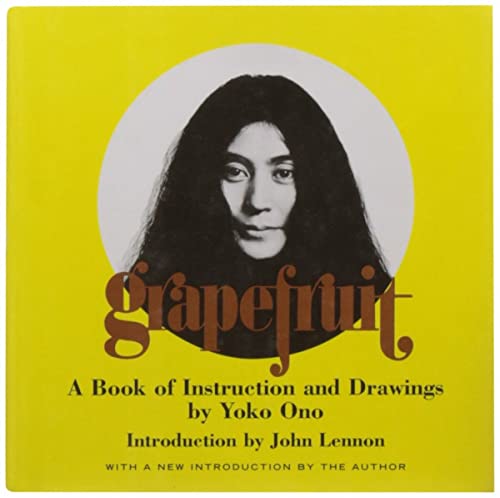 grapefruit
A Book of Instruction and Drawings
by Yoko Ono
Introduction by John Lennon
WITH A NEW INTRODUCTION BY THE AUTHOR